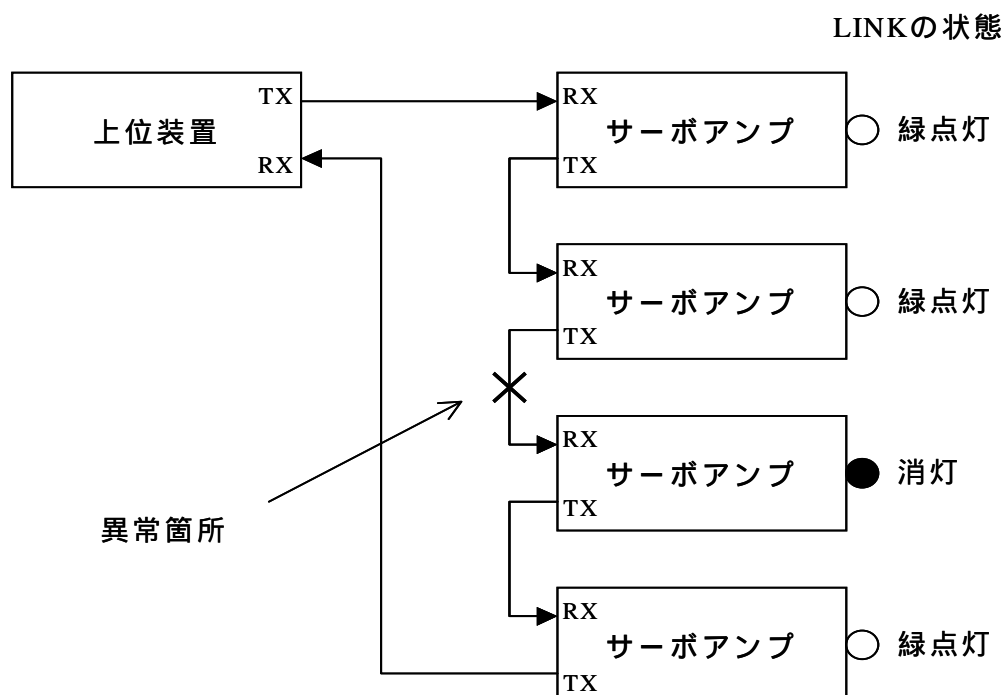 LINKの状態
TX
上位装置
RX
RX
サーボアンプ
TX
緑点灯
RX
サーボアンプ
TX
緑点灯
RX
サーボアンプ
TX
消灯
異常箇所
RX
サーボアンプ
TX
緑点灯